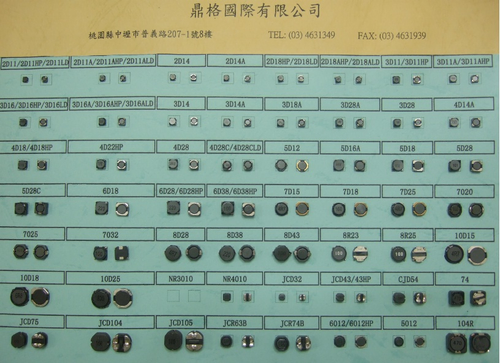 鼎格國際有限公司
桃園縣中壢市普義路207-1號8樓 TEL: (03) 4631349 FAX: (03) 4631939
2D11/2D11HP/2D11LD 2D11A/2D11AHP/2D11ALD 2D14 2D14A 2D18HP/2D18LD 2D18AHP/2D18ALD 3D11/3D11HP 3D11A/3D11AHP
3D16/3D16HP/3D16LD 3D16A/3D16AHP/3D16ALD 3D14 3D14A 3D18A 3D28A 3D28 4D14A
4D18/4D18HP 4D22HP 4D28 4D28C/4D28CLD 5D12 5D16A 5D18 5D28
5D28C 6D18 6D28/6D28HP 6D38/6D38HP 7D15 7D18 7D25 7020
7025 7032 8D28 8D38 8D43 8R23 8R25 10D15
10D18 10D25 NR3010 NR4010 JCD32 JCD43/43HP CJD54 74
JCD75 JCD104 JCD105 JCR63B JCR74B 6012/6012HP 5012 104R